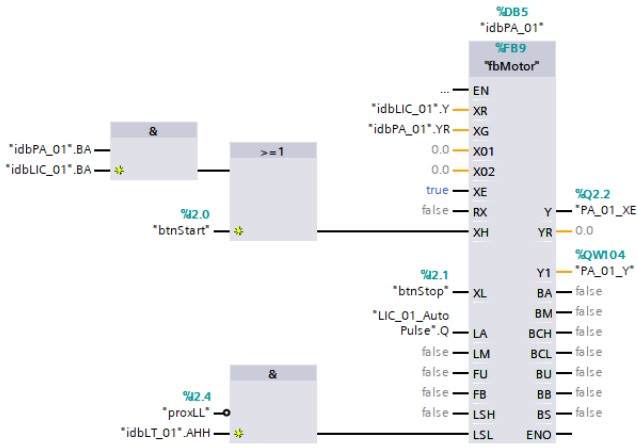 %DB5
"idbPA_01"
%FB9
"fbMotor"
... EN
"idbLIC_01".Y XR
"idbPA_01".YR XG
0.0 X01
0.0 X02
true XE
false RX
&
"idbPA_01".BA
"idbLIC_01".BA
>=1
%I2.0
"btnStart" XH
%Q2.2
Y "PA_01_XE
YR 0.0
%QW104
Y1 "PA_01_Y"
%I2.1
"btnStop" XL
BA false
"LIC_01_Auto
Pulse".Q LA
BM false
BCH false
false LM BCL false
false FU BU false
false FB BB false
false LSH BS false
&
%I2.4
"proxLL"
"idbLT_01".AHH LSL
ENO